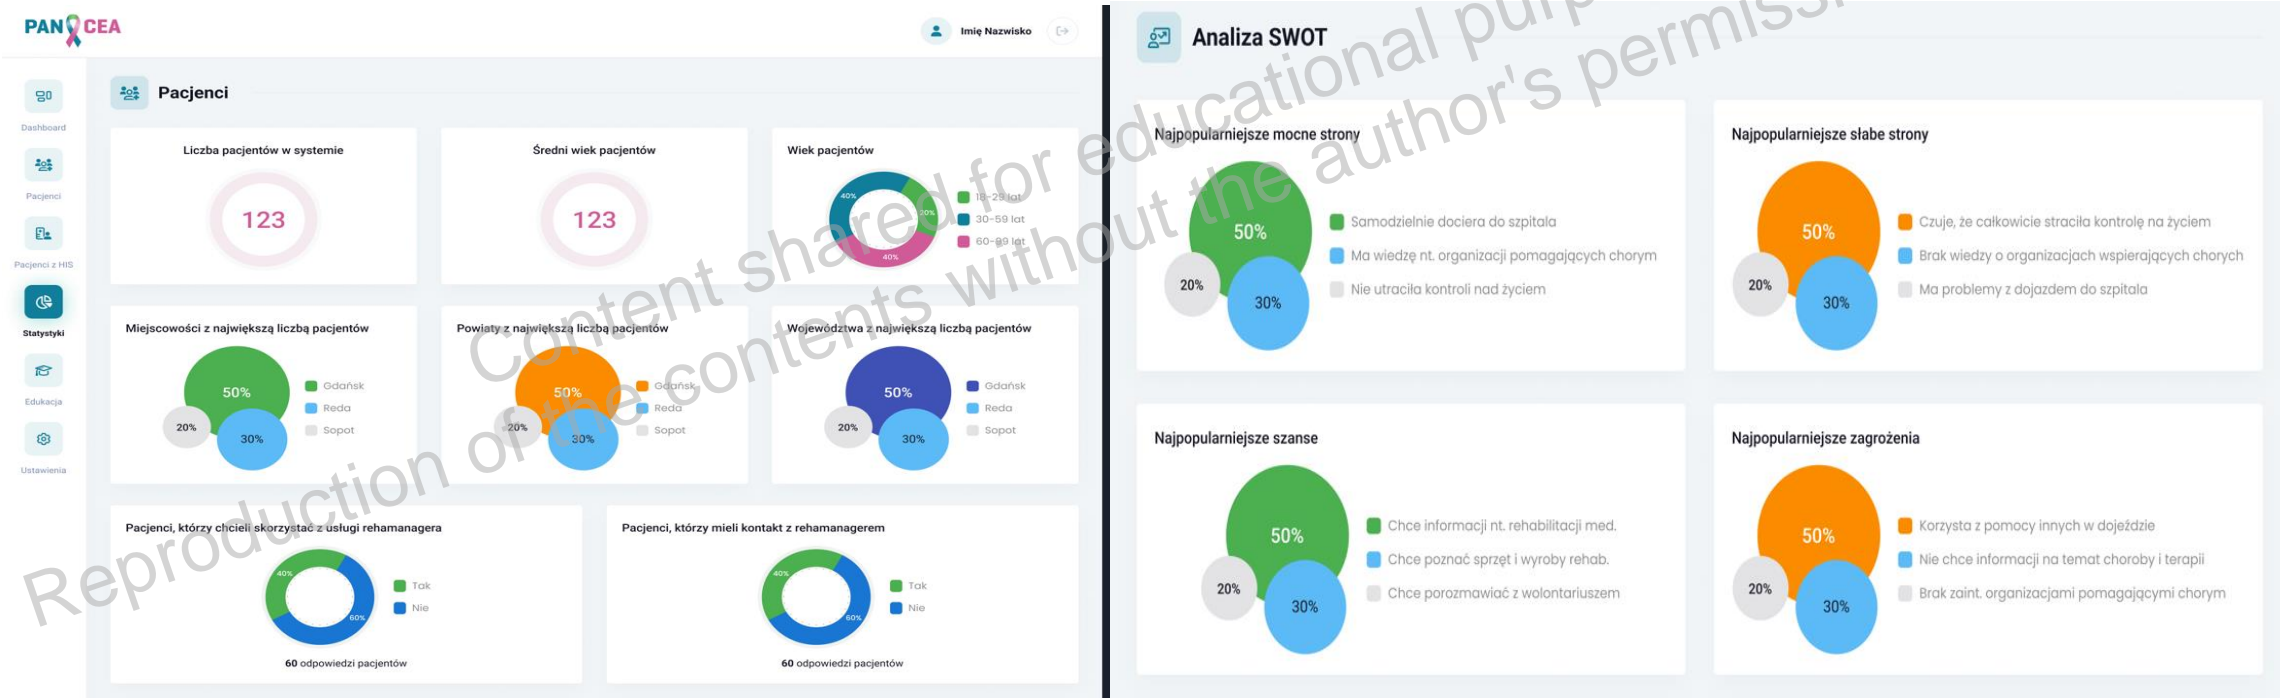 PAN CEA
Imię Nazwisko
Dashboard
Pacjenci
Pacjenci z HIS
Statystyki
Edukacja
Ustawienia
Pacjenci
Liczba pacjentów w systemie
123
Średni wiek pacjentów
123
Wiek pacjentów
40%
20%
40%
18-29 lat
30-59 lat
60-99 lat
Miejscowości z największą liczbą pacjentów
50%
20%
30%
Gdańsk
Reda
Sopot
Powiaty z największą liczbą pacjentów
50%
20%
30%
Gdańsk
Reda
Sopot
Województwa z największą liczbą pacjentów
50%
20%
30%
Gdańsk
Reda
Sopot
Pacjenci, którzy chcieli skorzystać z usługi rehamanagera
40%
60%
Tak
Nie
60 odpowiedzi pacjentów
Pacjenci, którzy mieli kontakt z rehamanagerem
40%
60%
Tak
Nie
60 odpowiedzi pacjentów
Analiza SWOT
Najpopularniejsze mocne strony
50%
20%
30%
Samodzielnie dociera do szpitala
Ma wiedzę nt. organizacji pomagających chorym
Nie utraciła kontroli nad życiem
Najpopularniejsze słabe strony
50%
20%
30%
Czuje, że całkowicie straciła kontrolę na życiem
Brak wiedzy o organizacjach wspierających chorych
Ma problemy z dojazdem do szpitala
Najpopularniejsze szanse
50%
20%
30%
Chce informacji nt. rehabilitacji med.
Chce poznać sprzęt i wyroby rehab.
Chce porozmawiać z wolontariuszem
Najpopularniejsze zagrożenia
50%
20%
30%
Korzysta z pomocy innych w dojeździe
Nie chce informacji na temat choroby i terapii
Brak zaint. organizacjami pomagającymi chorym
Content shared for educational
Reproduction of the contents without the author's